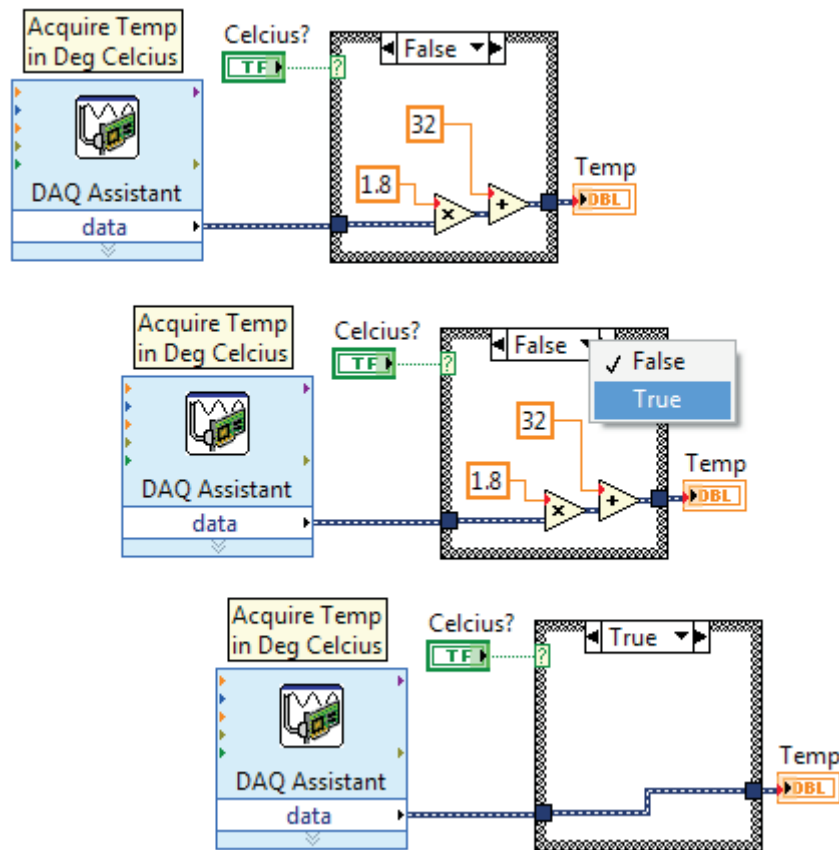 Acquire Temp
in Deg Celcius
Celcius?
TF
False
?
32
1.8
x
+
Temp
DBL
DAQ Assistant
data
Acquire Temp
in Deg Celcius
Celcius?
TF
False
?
✓ False
True
32
1.8
x
+
Temp
DBL
DAQ Assistant
data
Acquire Temp
in Deg Celcius
Celcius?
TF
True
?
Temp
DBL
DAQ Assistant
data